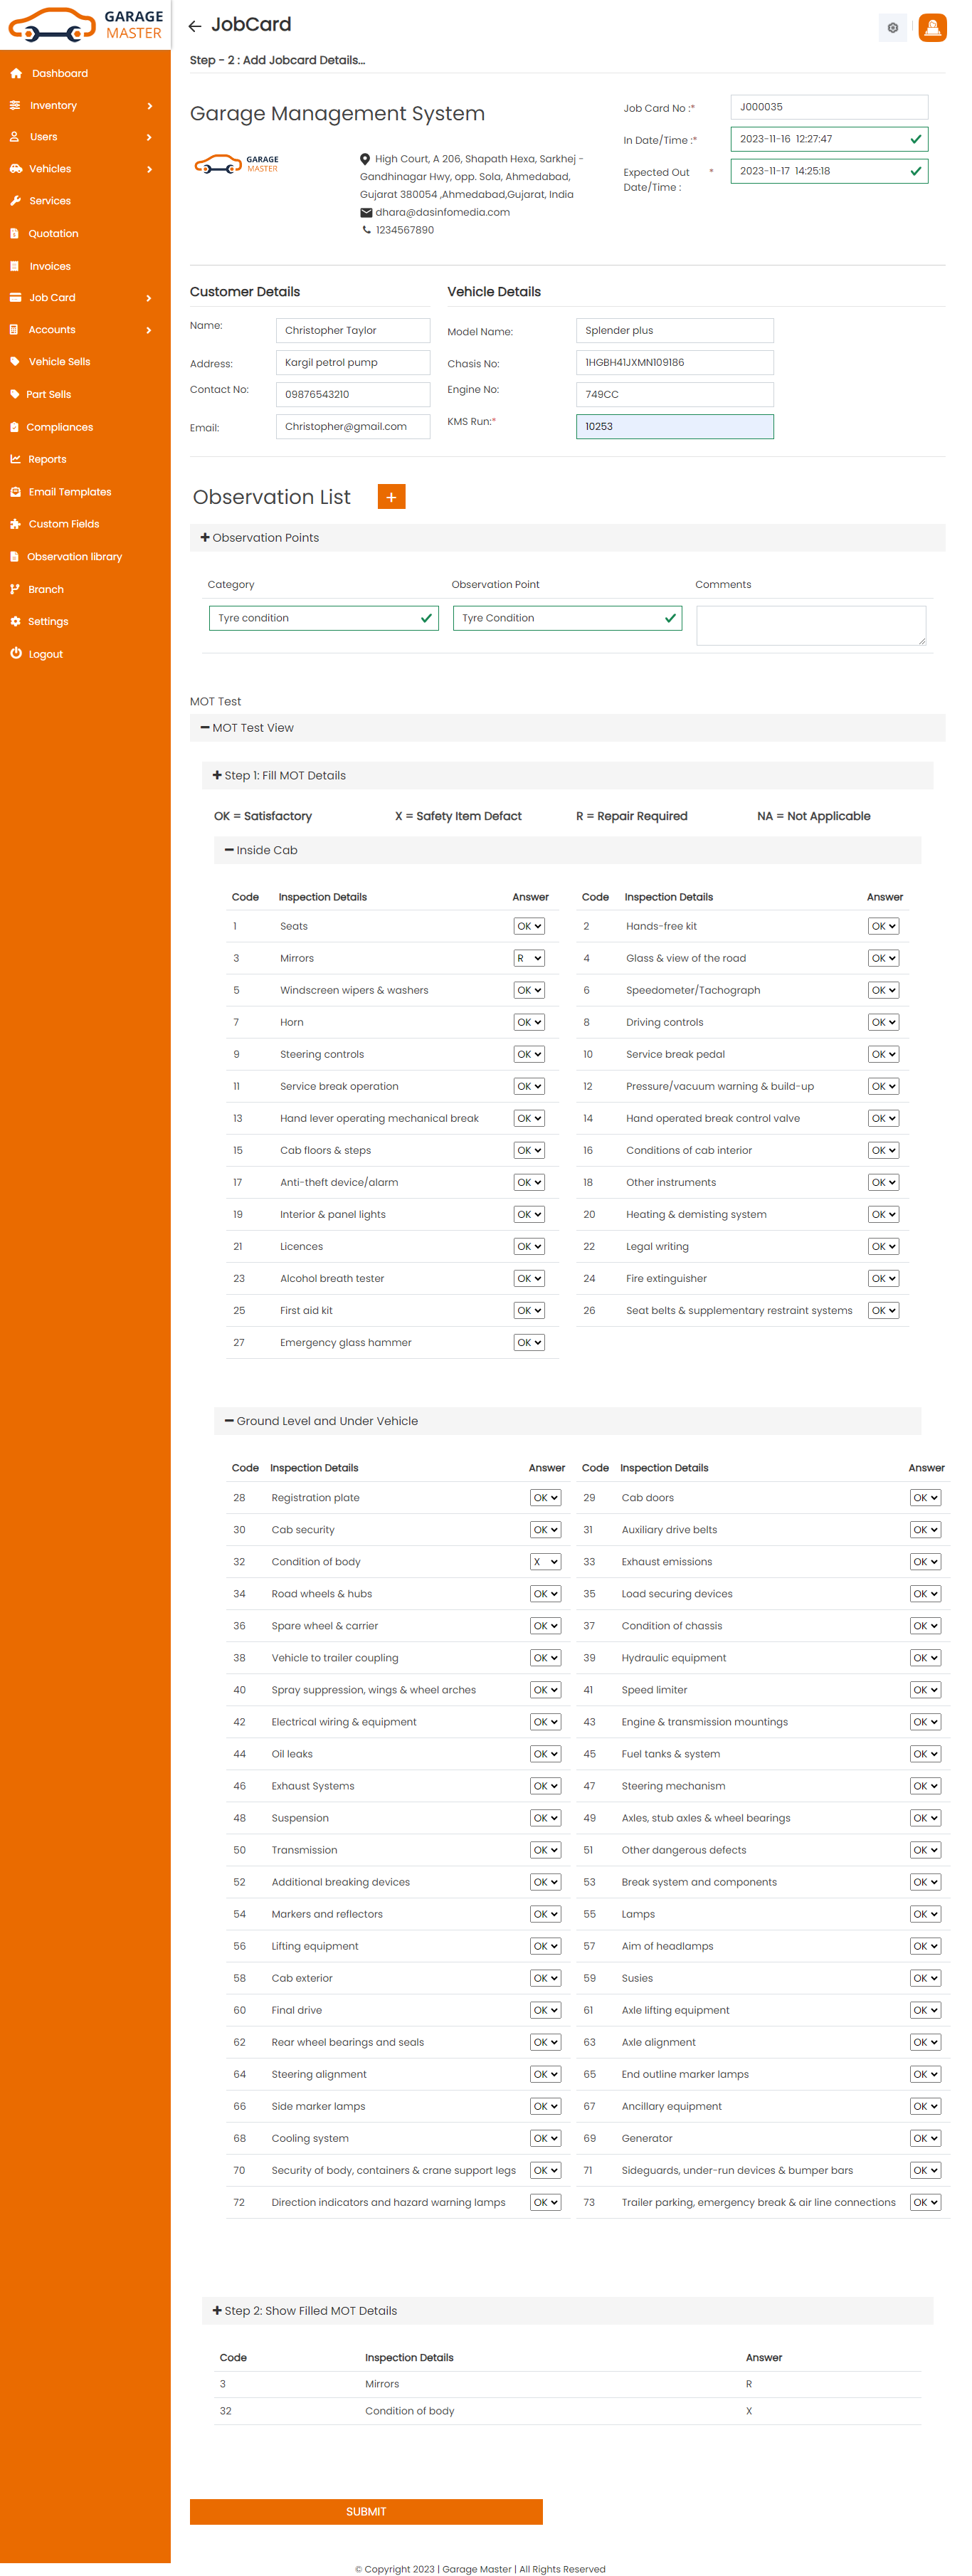 GARAGE
MASTER
Dashboard
Inventory
Users
Vehicles
Services
Quotation
Invoices
Job Card
Accounts
Vehicle Sells
Part Sells
Compliances
Reports
Email Templates
Custom Fields
Observation library
Branch
Settings
Logout
JobCard
Step - 2 : Add Jobcard Details...
Garage Management System
GARAGE
MASTER
High Court, A 206, Shapath Hexa, Sarkhej -
Gandhinagar Hwy, opp. Sola, Ahmedabad,
Gujarat 380054 ,Ahmedabad,Gujarat, India
dhara@dasinfomedia.com
1234567890
Job Card No :* J000035
In Date/Time :* 2023-11-16 12:27:47
Expected Out * 2023-11-17 14:25:18
Date/Time :
Customer Details
Name: Christopher Taylor
Address: Kargil petrol pump
Contact No: 09876543210
Email: Christopher@gmail.com
Vehicle Details
Model Name: Splender plus
Chasis No: 1HGBH41JXMN109186
Engine No: 749CC
KMS Run:* 10253
Observation List +
+ Observation Points
Category Observation Point Comments
Tyre condition Tyre Condition
MOT Test
− MOT Test View
+ Step 1: Fill MOT Details
OK = Satisfactory X = Safety Item Defact R = Repair Required NA = Not Applicable
− Inside Cab
Code Inspection Details Answer Code Inspection Details Answer
1 Seats OK 2 Hands-free kit OK
3 Mirrors R 4 Glass & view of the road OK
5 Windscreen wipers & washers OK 6 Speedometer/Tachograph OK
7 Horn OK 8 Driving controls OK
9 Steering controls OK 10 Service break pedal OK
11 Service break operation OK 12 Pressure/vacuum warning & build-up OK
13 Hand lever operating mechanical break OK 14 Hand operated break control valve OK
15 Cab floors & steps OK 16 Conditions of cab interior OK
17 Anti-theft device/alarm OK 18 Other instruments OK
19 Interior & panel lights OK 20 Heating & demisting system OK
21 Licences OK 22 Legal writing OK
23 Alcohol breath tester OK 24 Fire extinguisher OK
25 First aid kit OK 26 Seat belts & supplementary restraint systems OK
27 Emergency glass hammer OK
− Ground Level and Under Vehicle
Code Inspection Details Answer Code Inspection Details Answer
28 Registration plate OK 29 Cab doors OK
30 Cab security OK 31 Auxiliary drive belts OK
32 Condition of body X 33 Exhaust emissions OK
34 Road wheels & hubs OK 35 Load securing devices OK
36 Spare wheel & carrier OK 37 Condition of chassis OK
38 Vehicle to trailer coupling OK 39 Hydraulic equipment OK
40 Spray suppression, wings & wheel arches OK 41 Speed limiter OK
42 Electrical wiring & equipment OK 43 Engine & transmission mountings OK
44 Oil leaks OK 45 Fuel tanks & system OK
46 Exhaust Systems OK 47 Steering mechanism OK
48 Suspension OK 49 Axles, stub axles & wheel bearings OK
50 Transmission OK 51 Other dangerous defects OK
52 Additional breaking devices OK 53 Break system and components OK
54 Markers and reflectors OK 55 Lamps OK
56 Lifting equipment OK 57 Aim of headlamps OK
58 Cab exterior OK 59 Susies OK
60 Final drive OK 61 Axle lifting equipment OK
62 Rear wheel bearings and seals OK 63 Axle alignment OK
64 Steering alignment OK 65 End outline marker lamps OK
66 Side marker lamps OK 67 Ancillary equipment OK
68 Cooling system OK 69 Generator OK
70 Security of body, containers & crane support legs OK 71 Sideguards, under-run devices & bumper bars OK
72 Direction indicators and hazard warning lamps OK 73 Trailer parking, emergency break & air line connections OK
+ Step 2: Show Filled MOT Details
Code Inspection Details Answer
3 Mirrors R
32 Condition of body X
SUBMIT
© Copyright 2023 | Garage Master | All Rights Reserved